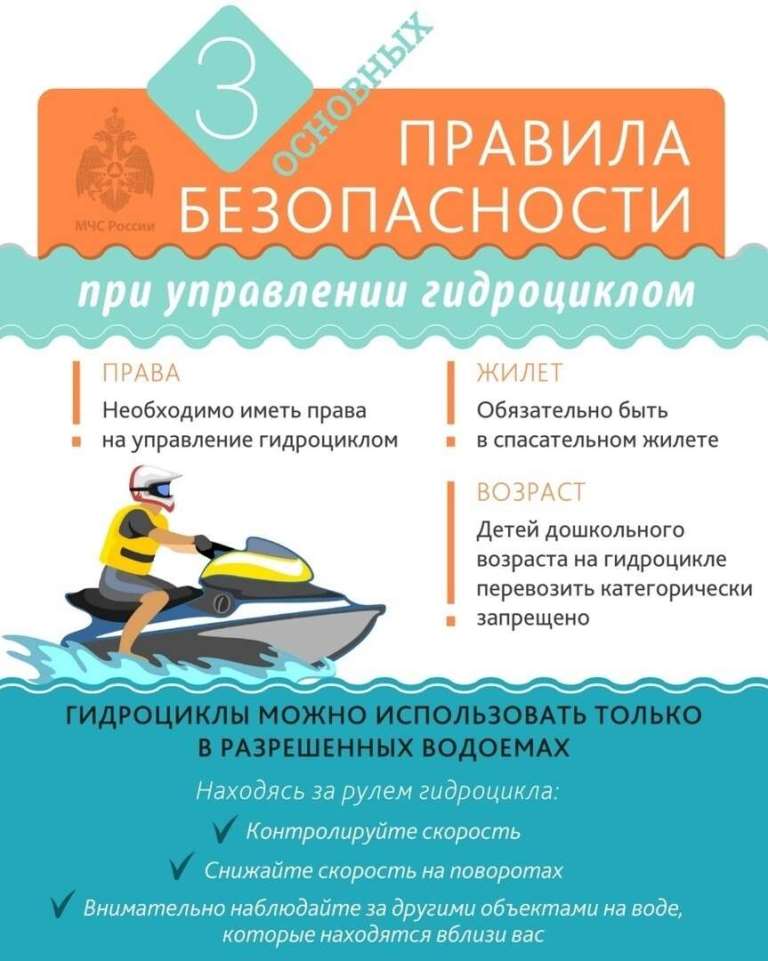 3
ОСНОВНЫХ
ПРАВИЛА
БЕЗОПАСНОСТИ
МЧС России
при управлении гидроциклом
ПРАВА
Необходимо иметь права
на управление гидроциклом
ЖИЛЕТ
Обязательно быть
в спасательном жилете
ВОЗРАСТ
Детей дошкольного
возраста на гидроцикле
перевозить категорически
запрещено
ГИДРОЦИКЛЫ МОЖНО ИСПОЛЬЗОВАТЬ ТОЛЬКО
В РАЗРЕШЕННЫХ ВОДОЕМАХ
Находясь за рулем гидроцикла:
Контролируйте скорость
Снижайте скорость на поворотах
Внимательно наблюдайте за другими объектами на воде,
которые находятся вблизи вас